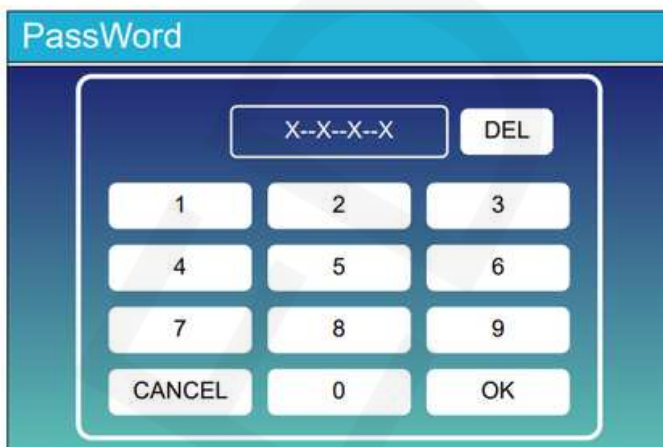 PassWord
X--X--X--X DEL
1 2 3
4 5 6
7 8 9
CANCEL 0 OK